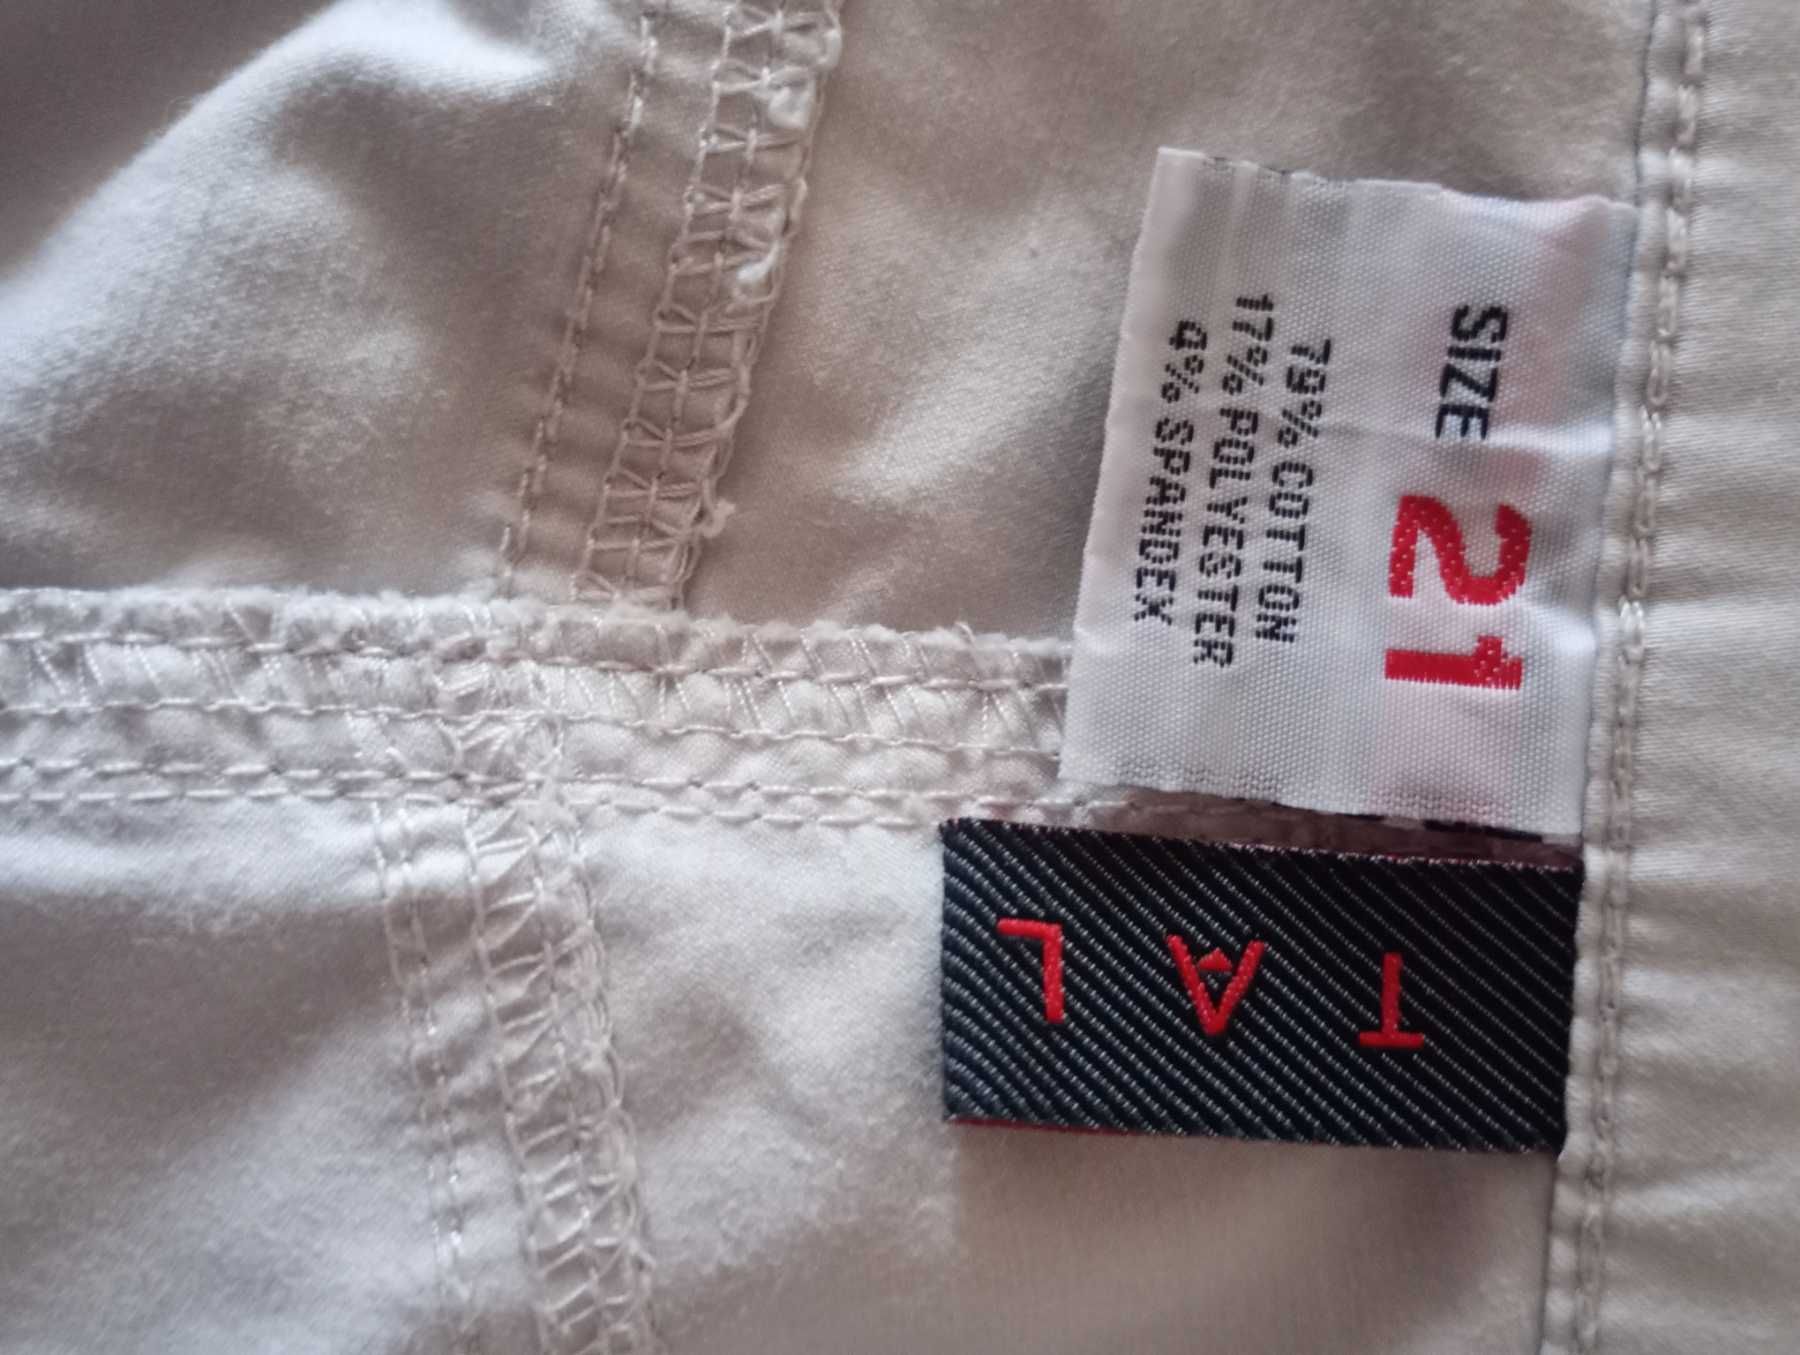 SIZE 21
79% COTTON
17% POLYESTER
4% SPANDEX
TAL